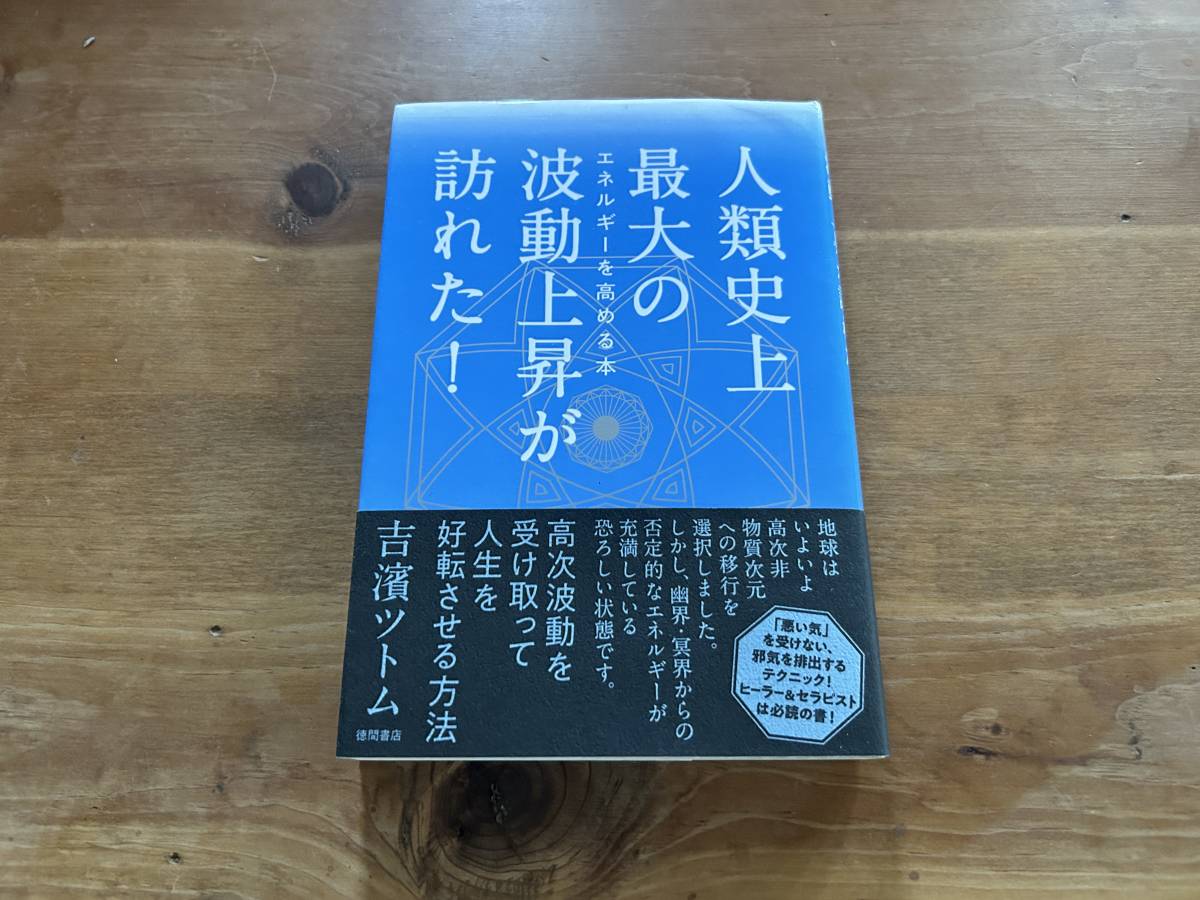 人類史上
最大の
エネルギーを高める本
波動上昇が
訪れた!
地球は
いよいよ
高次非
物質次元
への移行を
選択しました。
しかし、幽界・冥界からの
否定的なエネルギーが
充満している
恐ろしい状態です。
高次波動を
受け取って
人生を
好転させる方法
吉濱ツトム
徳間書店
「悪い気」
を受けない、
邪気を排出する
テクニック!
ヒーラー&セラピスト
は必読の書!